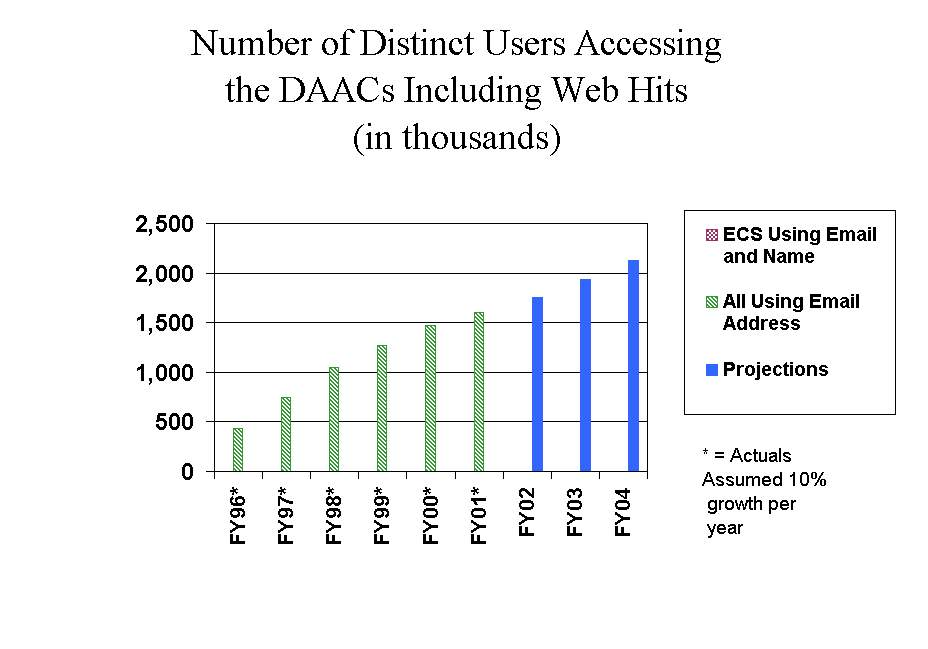 Number of Distinct Users Accessing
the DAACs Including Web Hits
(in thousands)
2,500
2,000
1,500
1,000
500
0
FY96*
FY97*
FY98*
FY99*
FY00*
FY01*
FY02
FY03
FY04
ECS Using Email
and Name
All Using Email
Address
Projections
* = Actuals
Assumed 10%
growth per
year